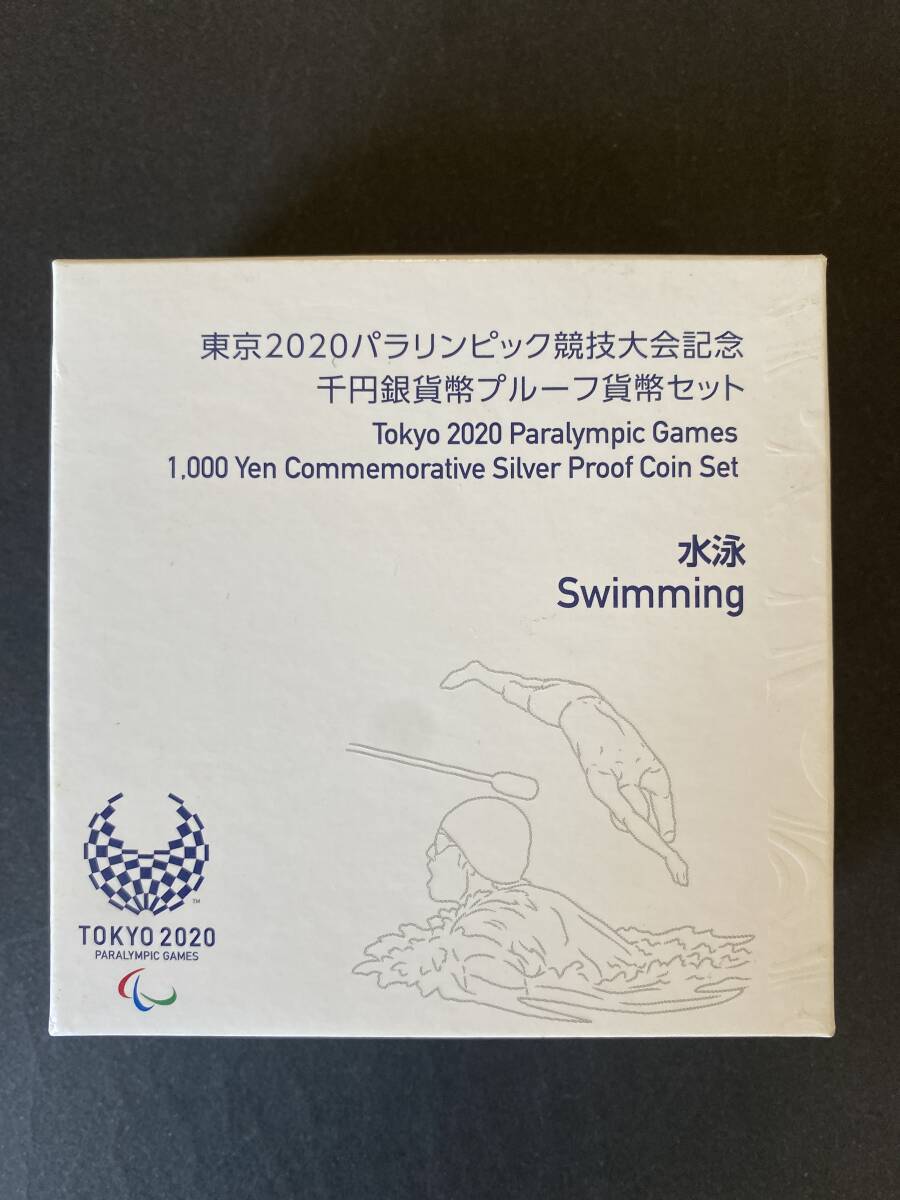 東京2020パラリンピック競技大会記念
千円銀貨幣プルーフ貨幣セット
Tokyo 2020 Paralympic Games
1,000 Yen Commemorative Silver Proof Coin Set
水泳
Swimming
TM
TOKYO 2020
PARALYMPIC GAMES